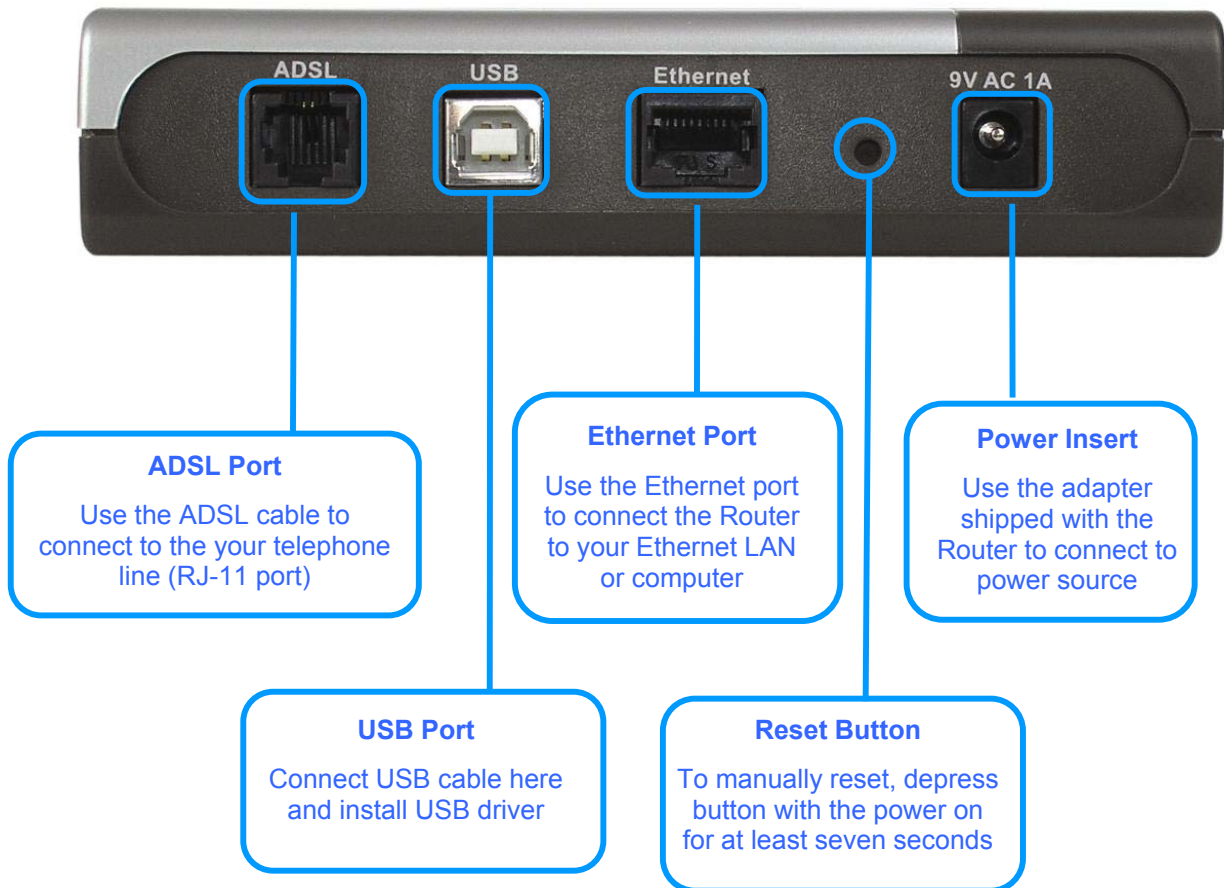 ADSL
USB
Ethernet
9V AC 1A
ADSL Port
Use the ADSL cable to
connect to the your telephone
line (RJ-11 port)
Ethernet Port
Use the Ethernet port
to connect the Router
to your Ethernet LAN
or computer
Power Insert
Use the adapter
shipped with the
Router to connect to
power source
USB Port
Connect USB cable here
and install USB driver
Reset Button
To manually reset, depress
button with the power on
for at least seven seconds